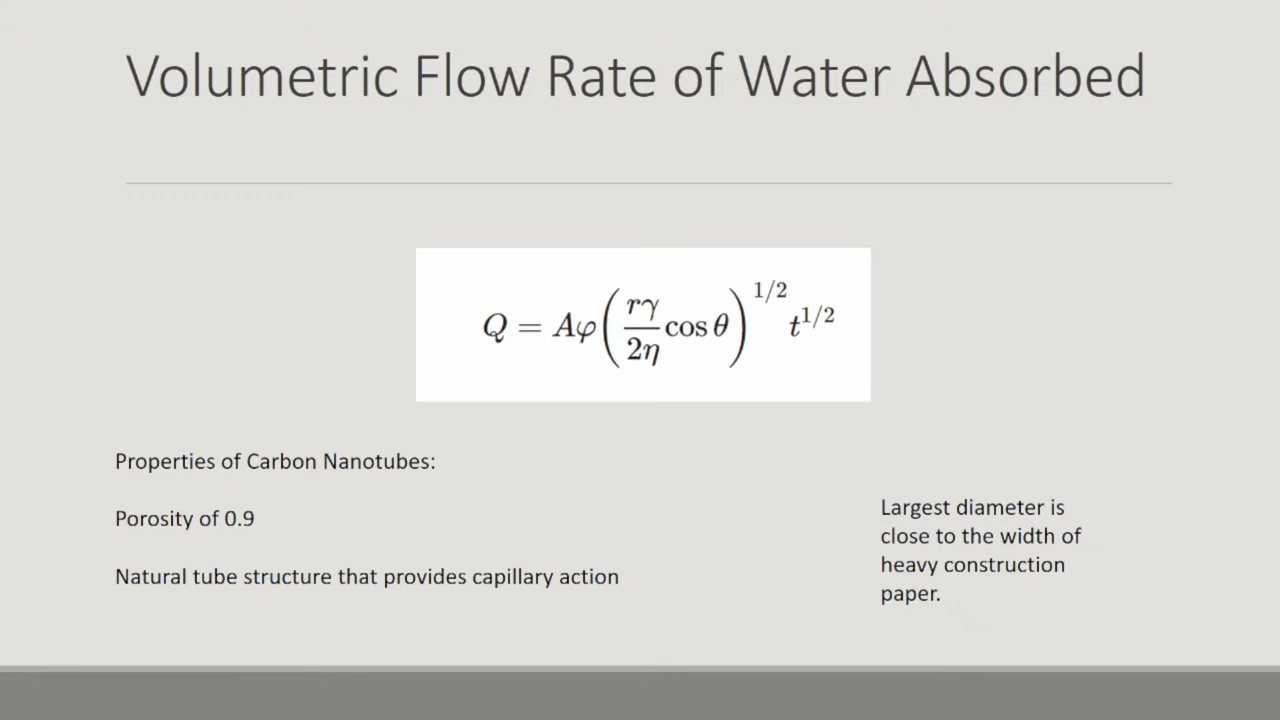 Volumetric Flow Rate of Water Absorbed
Q = Aφ(rγ/2η cos θ)^1/2 t^1/2
Properties of Carbon Nanotubes:
Porosity of 0.9
Natural tube structure that provides capillary action
Largest diameter is
close to the width of
heavy construction
paper.